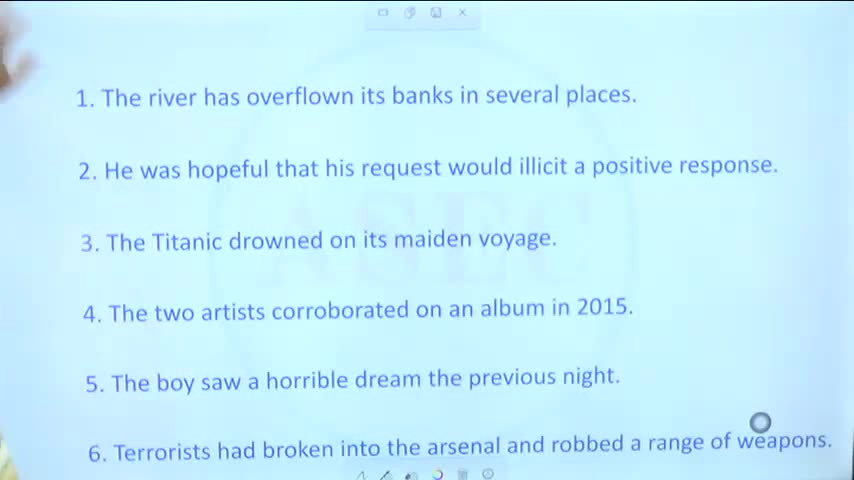 1. The river has overflown its banks in several places.
2. He was hopeful that his request would illicit a positive response.
3. The Titanic drowned on its maiden voyage.
4. The two artists corroborated on an album in 2015.
5. The boy saw a horrible dream the previous night.
6. Terrorists had broken into the arsenal and robbed a range of weapons.
ASEC